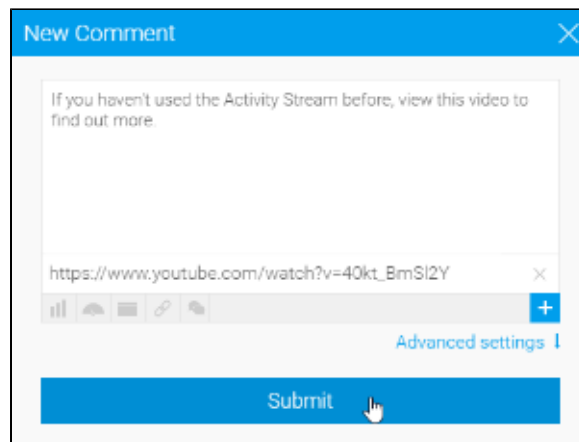 New Comment
If you haven't used the Activity Stream before, view this video to
find out more.
https://www.youtube.com/watch?v=40kt_BmSl2Y
Advanced settings
Submit